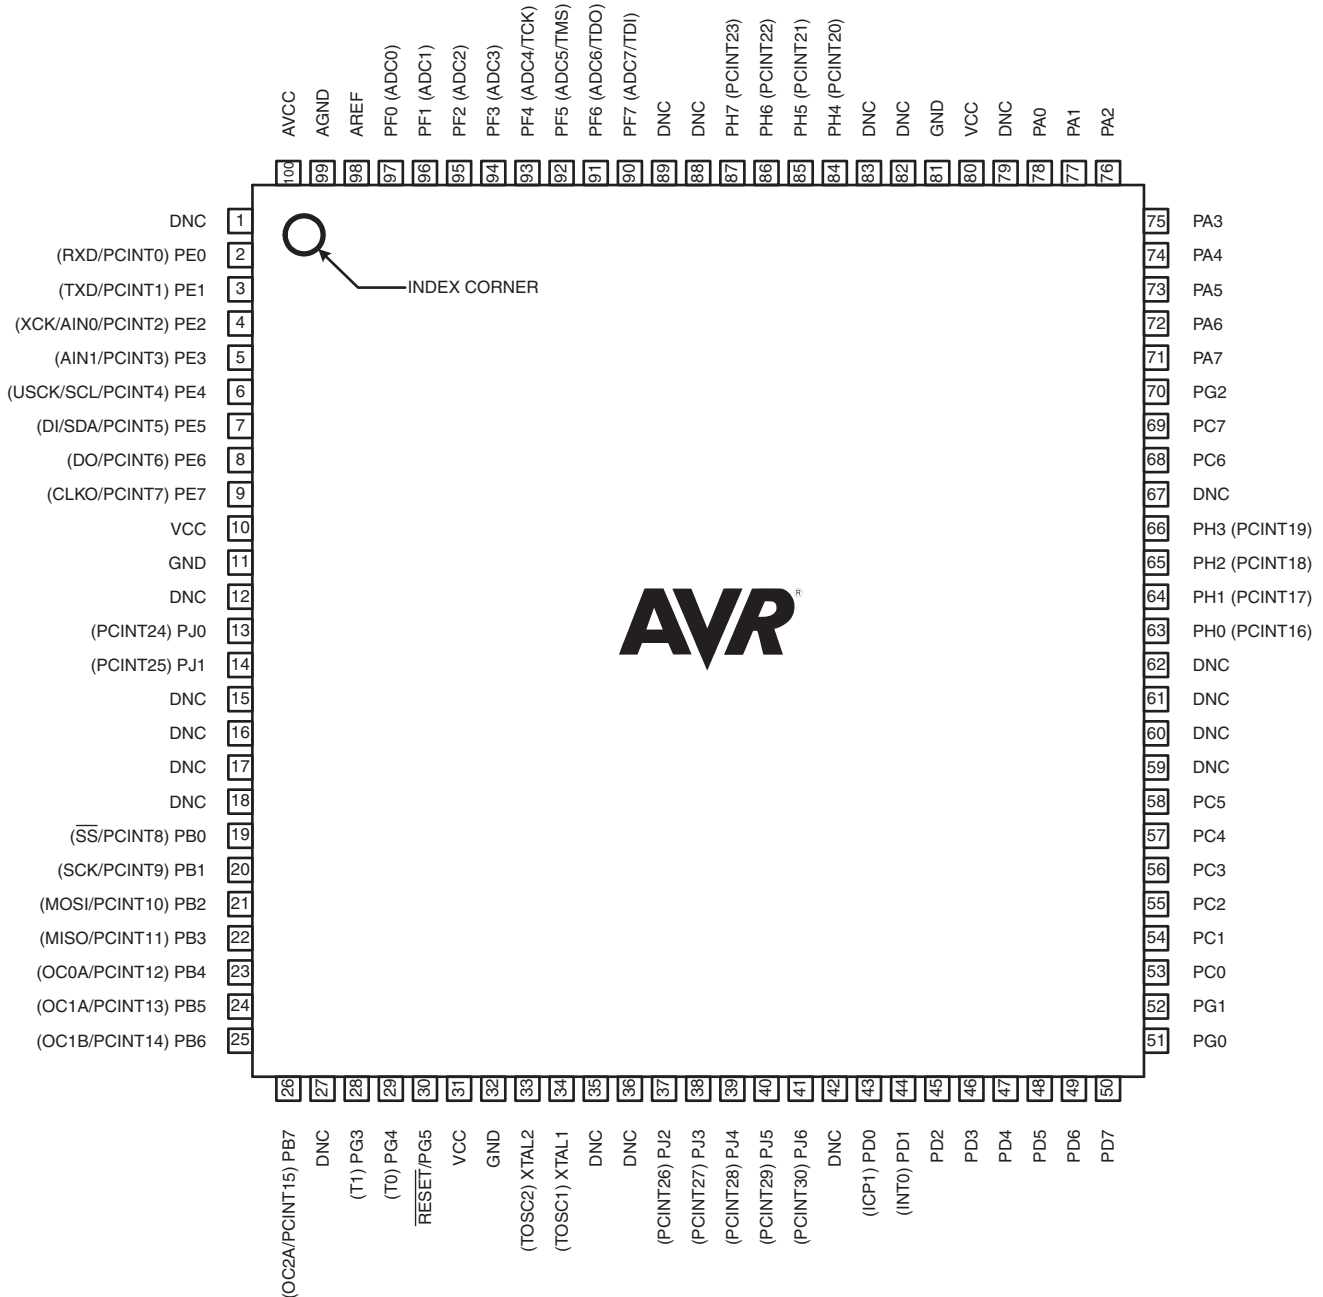 AVCC
AGND
AREF
PF0 (ADC0)
PF1 (ADC1)
PF2 (ADC2)
PF3 (ADC3)
PF4 (ADC4/TCK)
PF5 (ADC5/TMS)
PF6 (ADC6/TDO)
PF7 (ADC7/TDI)
DNC
DNC
PH7 (PCINT23)
PH6 (PCINT22)
PH5 (PCINT21)
PH4 (PCINT20)
DNC
DNC
GND
VCC
DNC
PA0
PA1
PA2
100
99
98
97
96
95
94
93
92
91
90
89
88
87
86
85
84
83
82
81
80
79
78
77
76
DNC 1
(RXD/PCINT0) PE0 2
(TXD/PCINT1) PE1 3
(XCK/AIN0/PCINT2) PE2 4
(AIN1/PCINT3) PE3 5
(USCK/SCL/PCINT4) PE4 6
(DI/SDA/PCINT5) PE5 7
(DO/PCINT6) PE6 8
(CLKO/PCINT7) PE7 9
VCC 10
GND 11
DNC 12
(PCINT24) PJ0 13
(PCINT25) PJ1 14
DNC 15
DNC 16
DNC 17
DNC 18
(SS/PCINT8) PB0 19
(SCK/PCINT9) PB1 20
(MOSI/PCINT10) PB2 21
(MISO/PCINT11) PB3 22
(OC0A/PCINT12) PB4 23
(OC1A/PCINT13) PB5 24
(OC1B/PCINT14) PB6 25
INDEX CORNER
AVR®
75 PA3
74 PA4
73 PA5
72 PA6
71 PA7
70 PG2
69 PC7
68 PC6
67 DNC
66 PH3 (PCINT19)
65 PH2 (PCINT18)
64 PH1 (PCINT17)
63 PH0 (PCINT16)
62 DNC
61 DNC
60 DNC
59 DNC
58 PC5
57 PC4
56 PC3
55 PC2
54 PC1
53 PC0
52 PG1
51 PG0
26
27
28
29
30
31
32
33
34
35
36
37
38
39
40
41
42
43
44
45
46
47
48
49
50
(OC2A/PCINT15) PB7
DNC
(T1) PG3
(T0) PG4
RESET/PG5
VCC
GND
(TOSC2) XTAL2
(TOSC1) XTAL1
DNC
DNC
(PCINT26) PJ2
(PCINT27) PJ3
(PCINT28) PJ4
(PCINT29) PJ5
(PCINT30) PJ6
DNC
(ICP1) PD0
(INT0) PD1
PD2
PD3
PD4
PD5
PD6
PD7